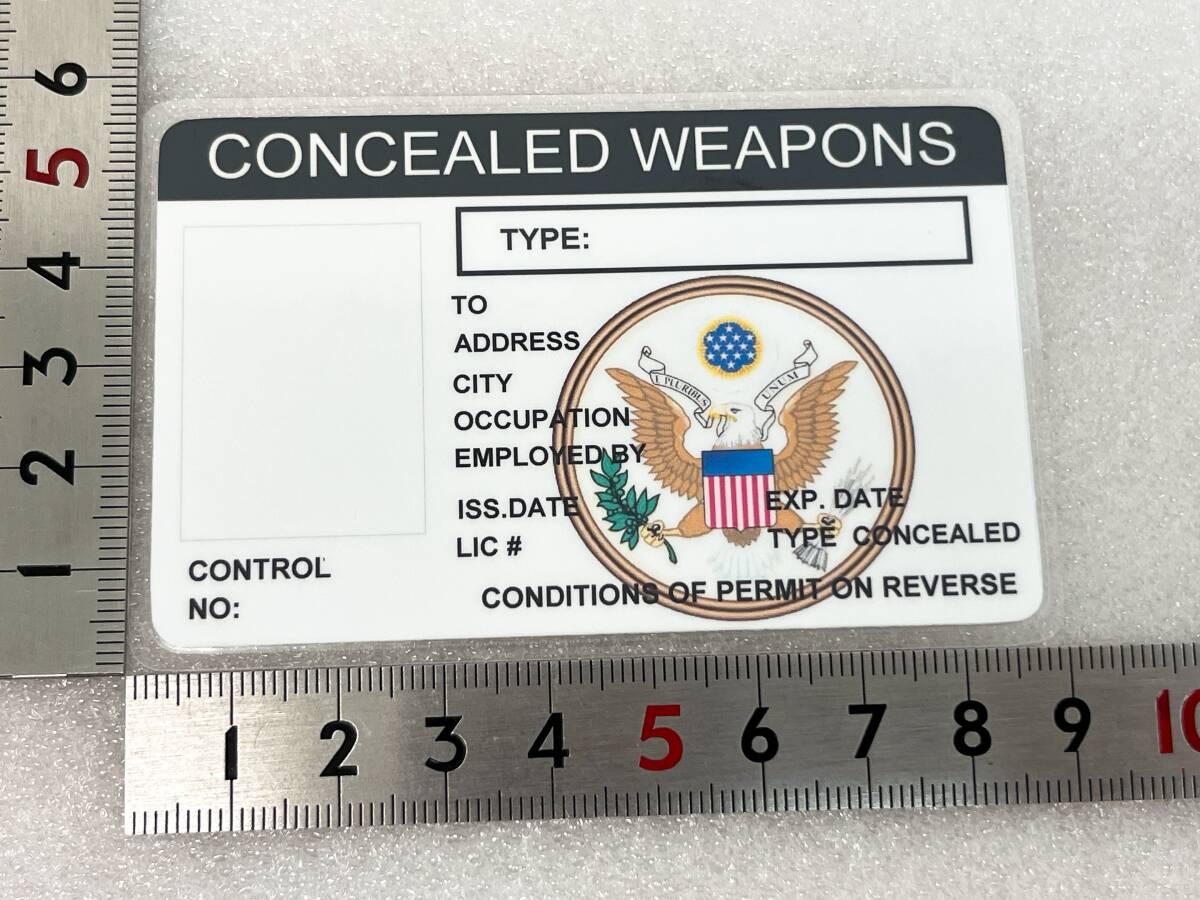 CONCEALED WEAPONS
TYPE:
TO
ADDRESS
E PLURIBUS UNUM
CITY
OCCUPATION
EMPLOYED BY
ISS.DATE EXP. DATE
LIC # TYPE CONCEALED
CONTROL
NO:
CONDITIONS OF PERMIT ON REVERSE
6
5
4
3
2
1
1 2 3 4 5 6 7 8 9 10